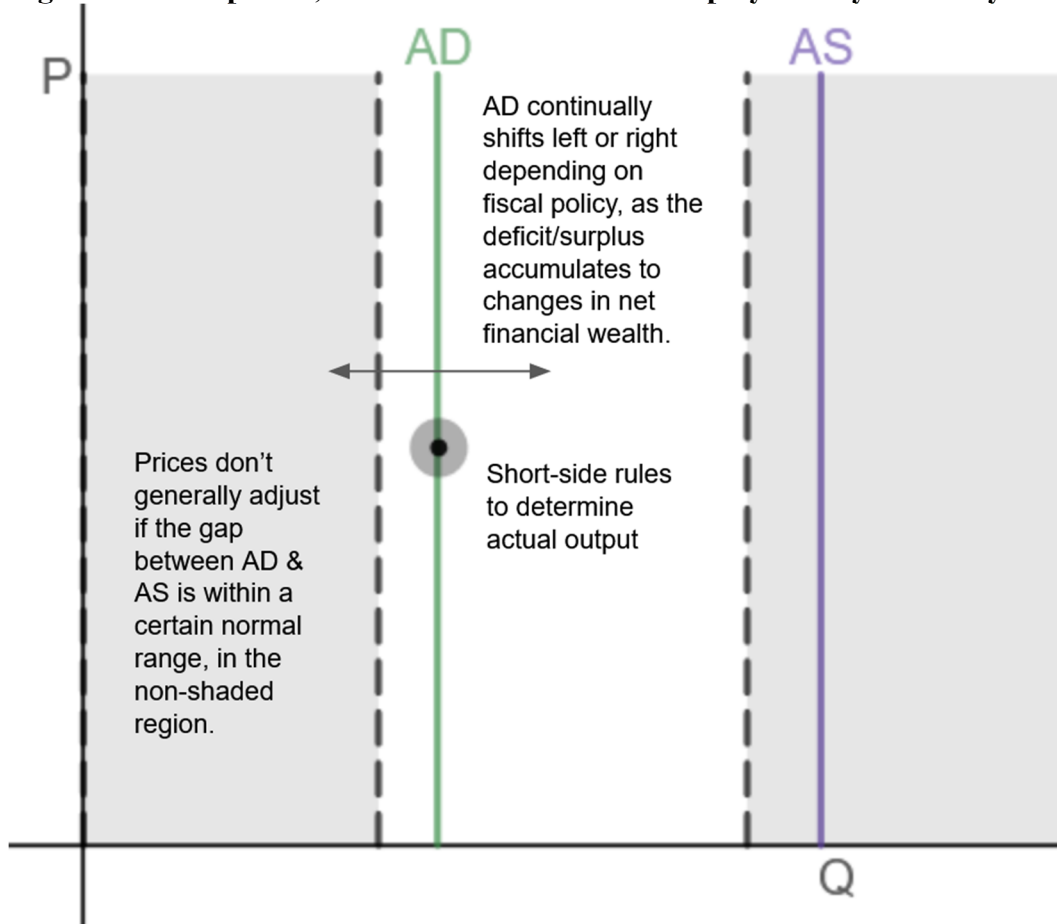 AD
AS
P
AD continually
shifts left or right
depending on
fiscal policy, as the
deficit/surplus
accumulates to
changes in net
financial wealth.
Prices don’t
generally adjust
if the gap
between AD &
AS is within a
certain normal
range, in the
non-shaded
region.
Short-side rules
to determine
actual output
Q